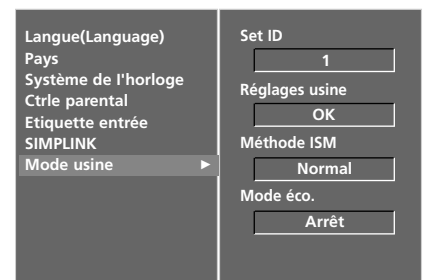 Langue(Language)
Pays
Système de l'horloge
Ctrle parental
Etiquette entrée
SIMPLINK
Mode usine ►
Set ID
1
Réglages usine
OK
Méthode ISM
Normal
Mode éco.
Arrêt